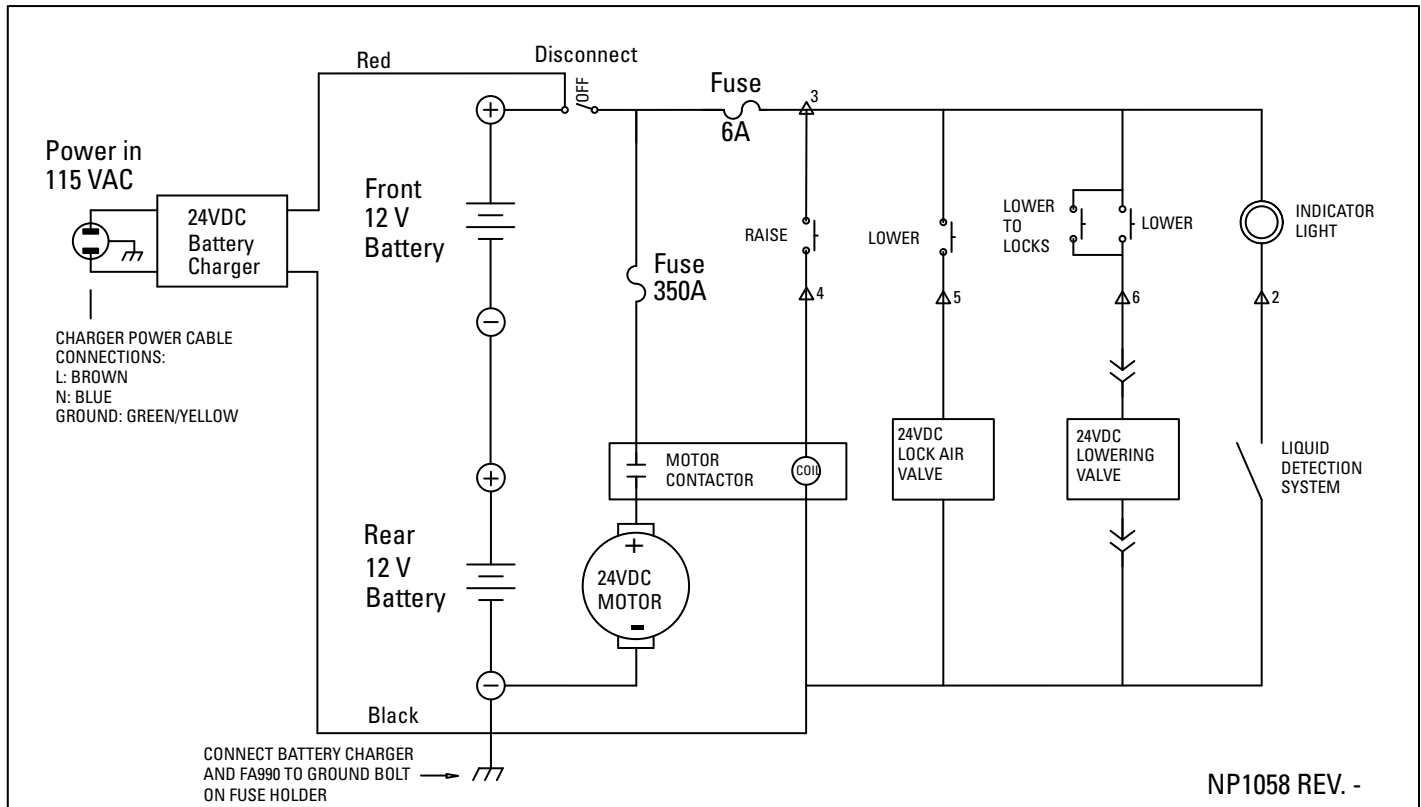 Red
Disconnect
OFF
Fuse
6A
3
Power in
115 VAC
24VDC
Battery
Charger
+
Front
12 V
Battery
−
RAISE
LOWER
LOWER
TO
LOCKS
LOWER
INDICATOR
LIGHT
Fuse
350A
4
5
6
2
CHARGER POWER CABLE
CONNECTIONS:
L: BROWN
N: BLUE
GROUND: GREEN/YELLOW
+
Rear
12 V
Battery
−
MOTOR
CONTACTOR
COIL
+
24VDC
MOTOR
-
24VDC
LOCK AIR
VALVE
24VDC
LOWERING
VALVE
LIQUID
DETECTION
SYSTEM
Black
CONNECT BATTERY CHARGER
AND FA990 TO GROUND BOLT
ON FUSE HOLDER
NP1058 REV. -